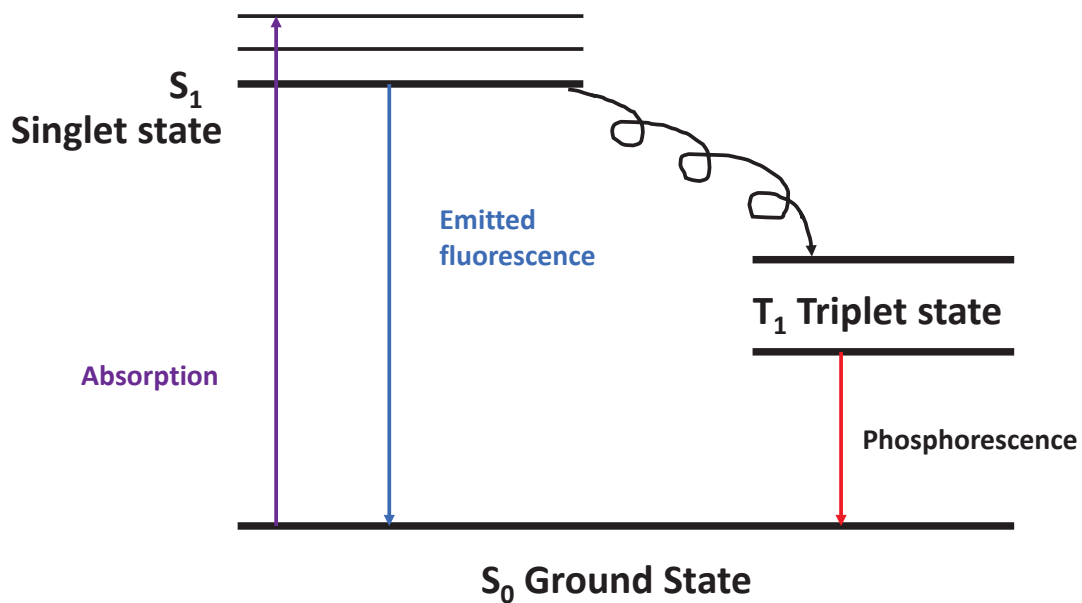 S₁
Singlet state
Emitted
fluorescence
T₁ Triplet state
Absorption
Phosphorescence
S₀ Ground State